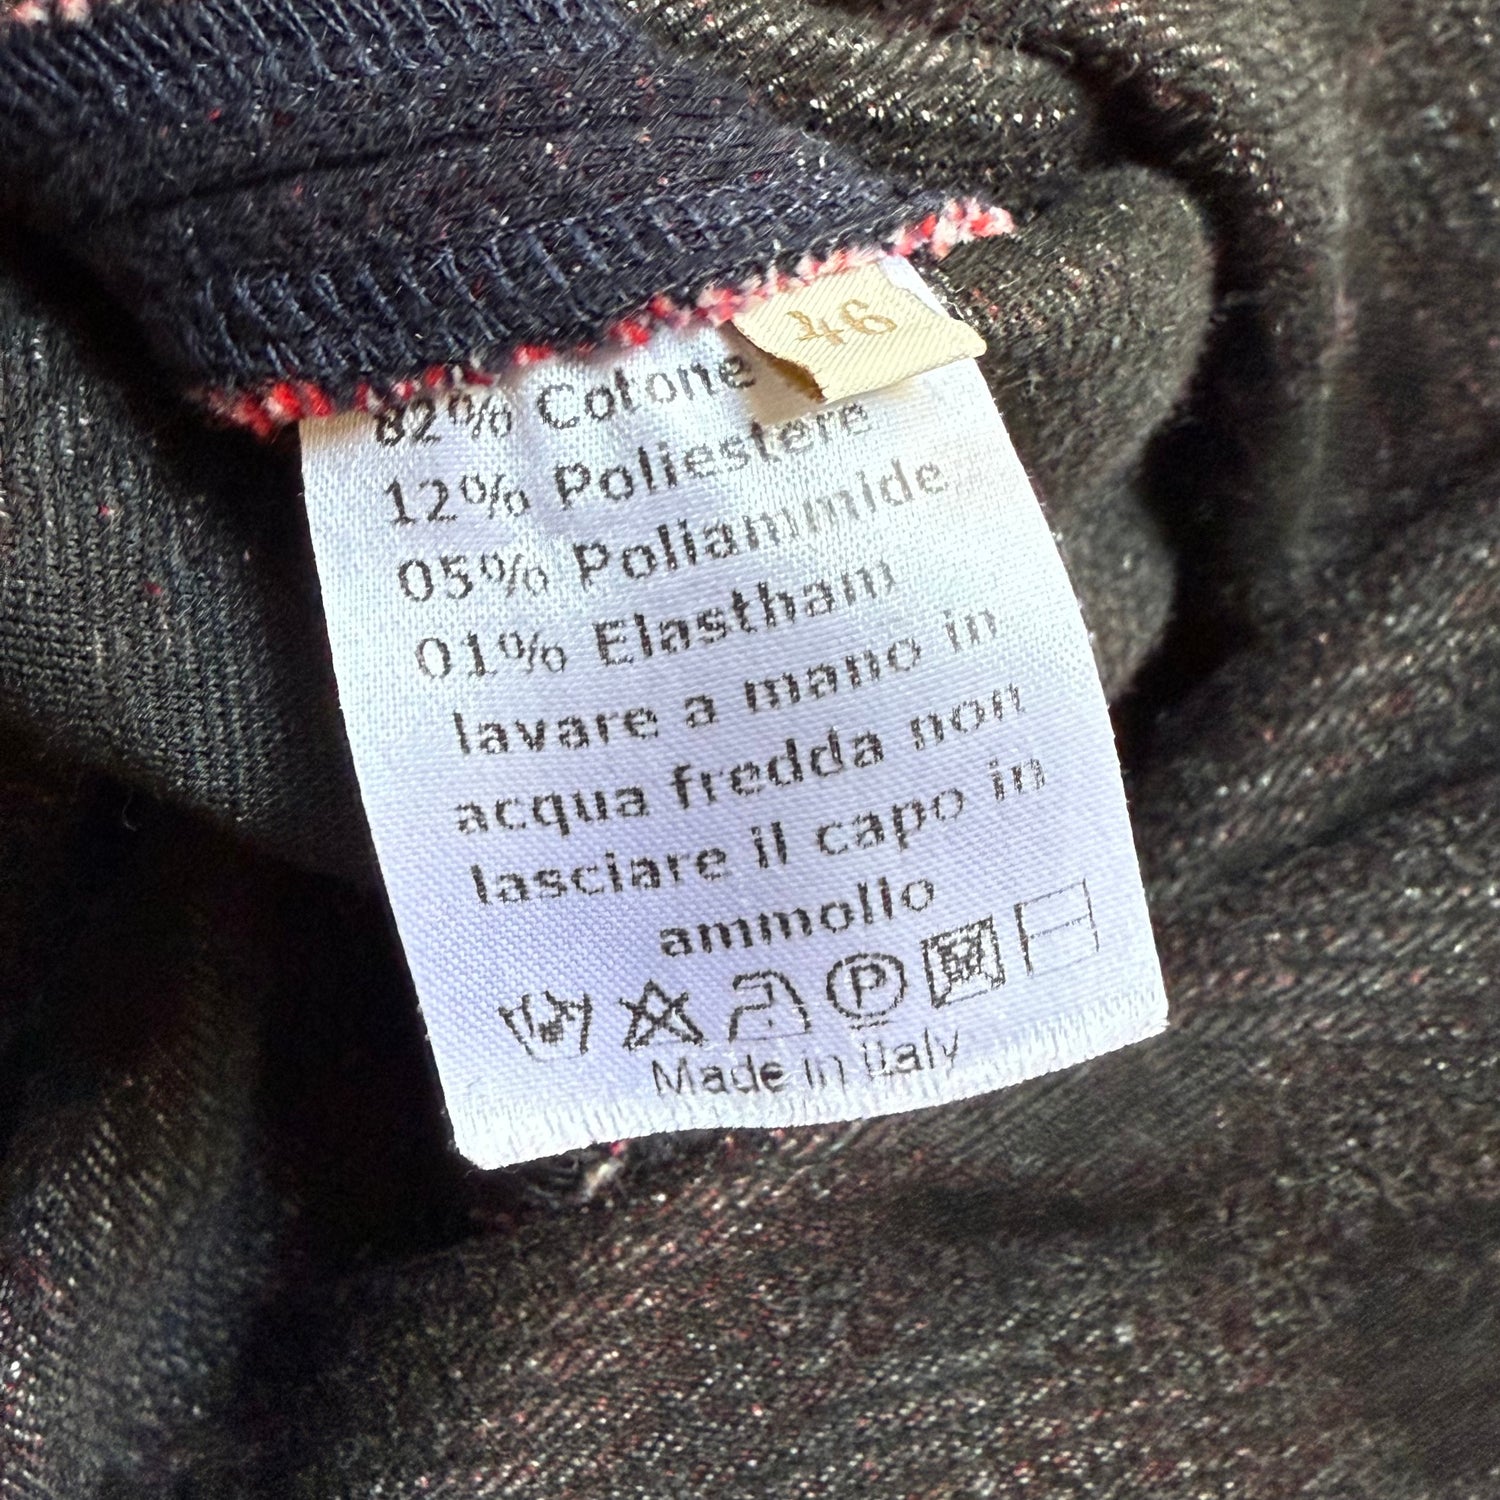 46
82% Cotone
12% Poliestere
05% Poliammide
01% Elastham
lavare a mano in
acqua fredda non
lasciare il capo in
ammollo
P
Made in Italy